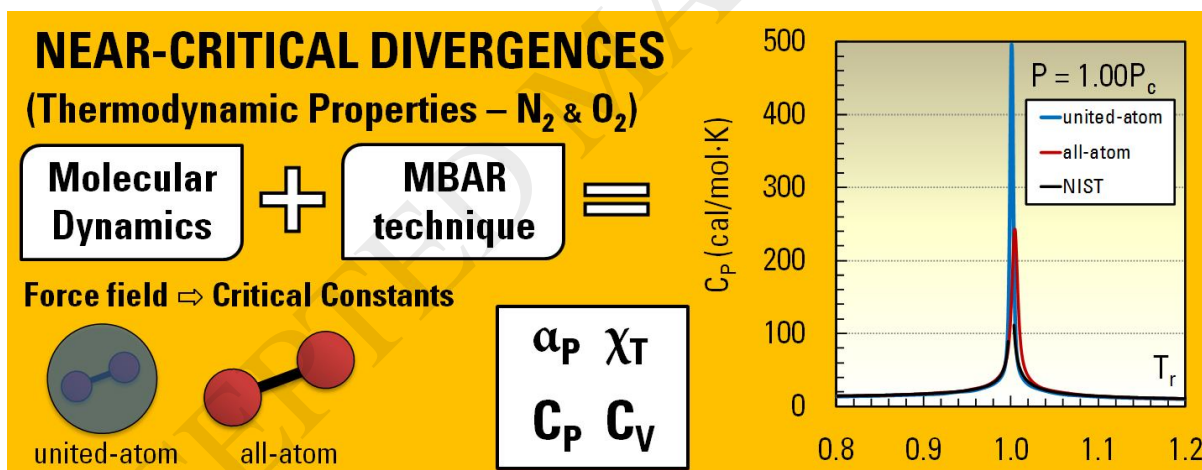 NEAR-CRITICAL DIVERGENCES
(Thermodynamic Properties – N₂ & O₂)
Molecular
Dynamics
+
MBAR
technique
=
Force field ⇨ Critical Constants
united-atom
all-atom
αP χT
CP CV
CP (cal/mol·K)
500
400
300
200
100
0
P = 1.00Pc
united-atom
all-atom
NIST
Tr
0.8 0.9 1.0 1.1 1.2